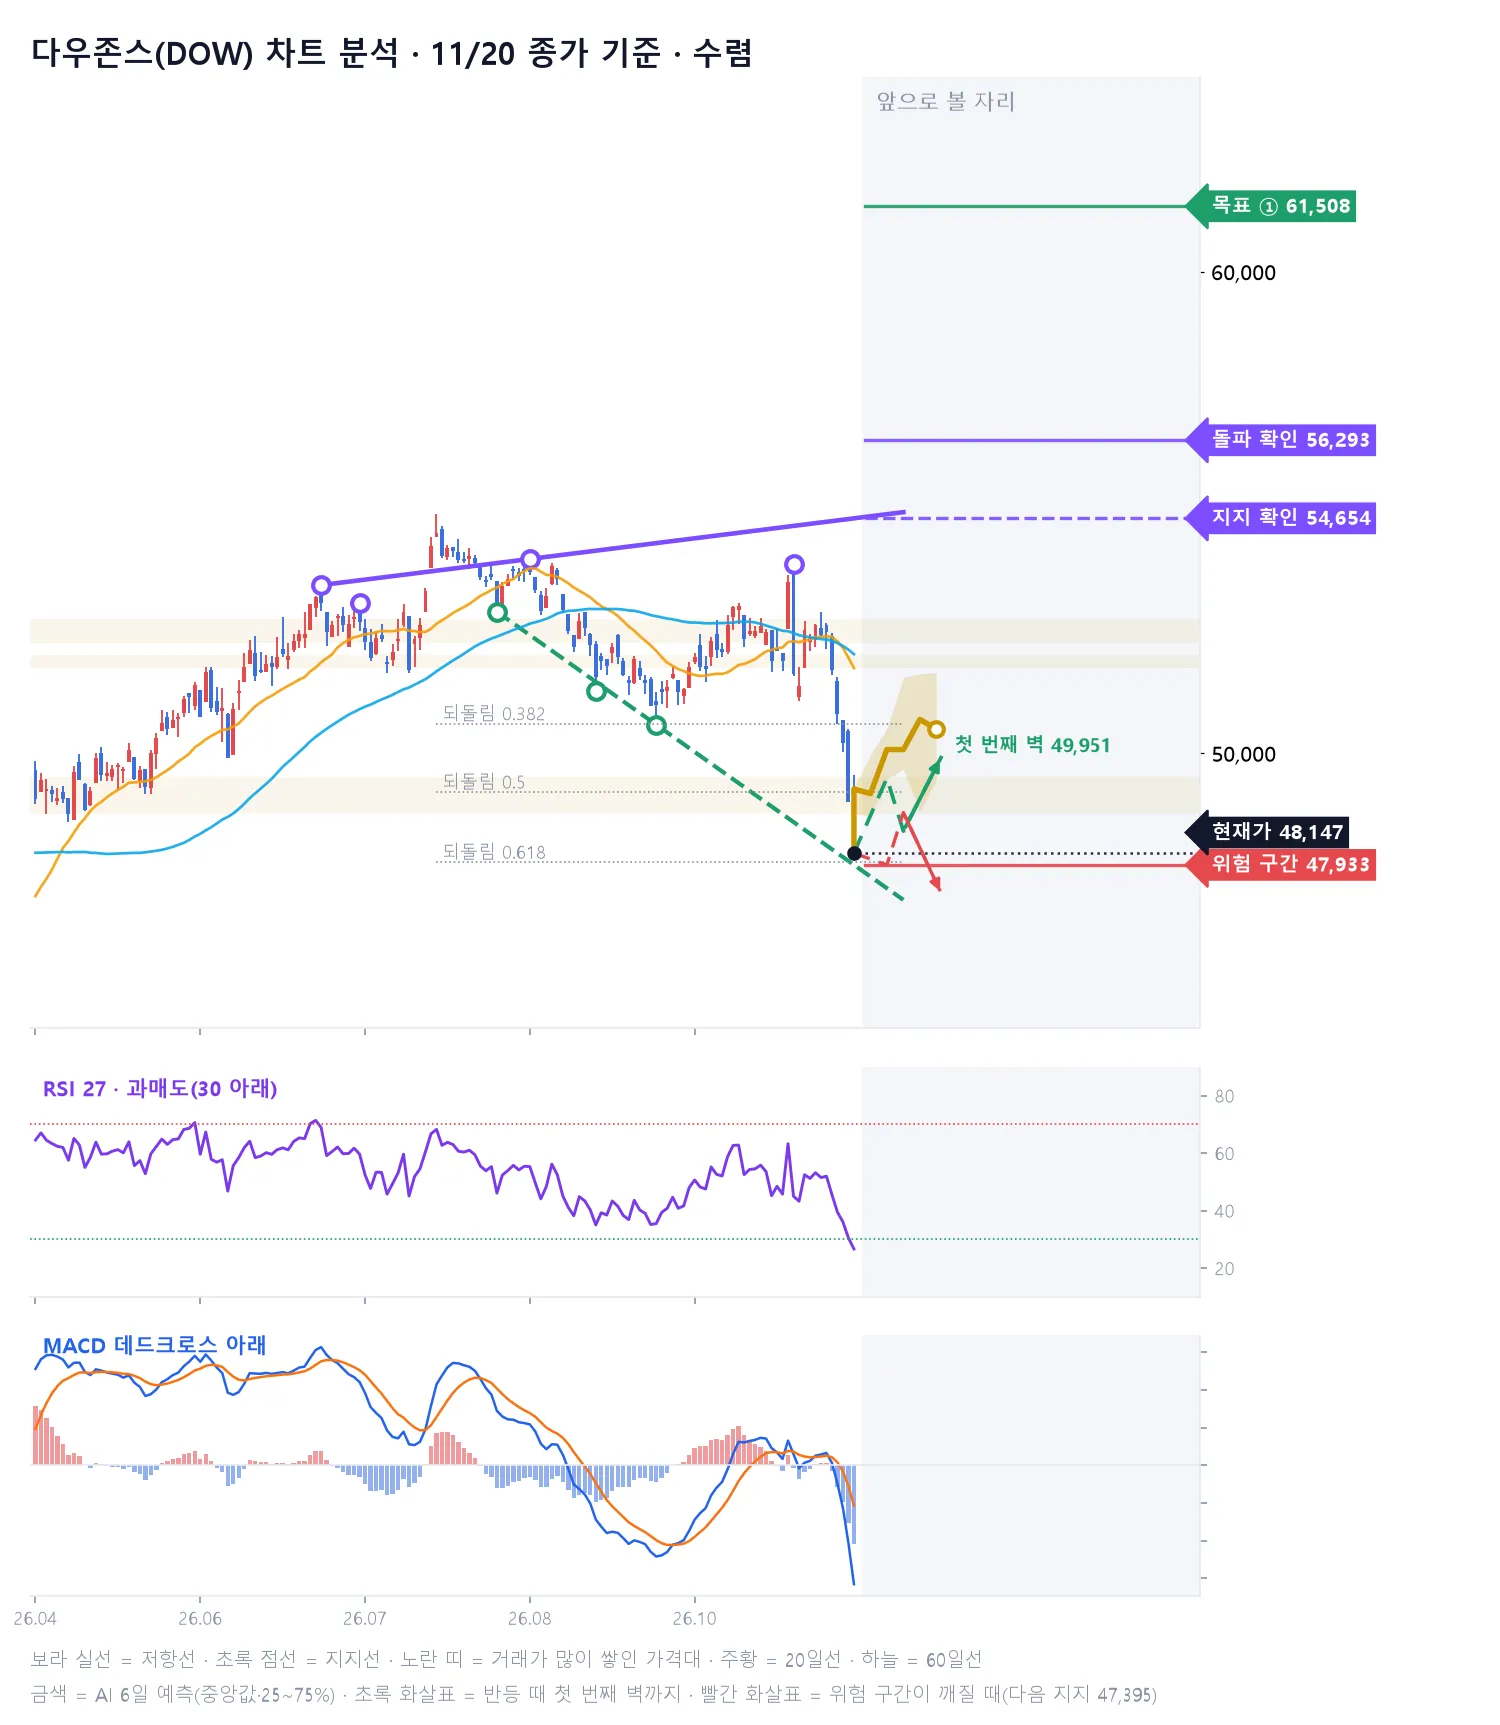 다우존스(DOW) 차트 분석 · 11/20 종가 기준 · 수렴
앞으로 볼 자리
목표 ① 61,508
60,000
돌파 확인 56,293
지지 확인 54,654
되돌림 0.382
첫 번째 벽 49,951
50,000
되돌림 0.5
현재가 48,147
되돌림 0.618
위험 구간 47,933
RSI 27 · 과매도(30 아래)
80
60
40
20
MACD 데드크로스 아래
26.04 26.06 26.07 26.08 26.10
보라 실선 = 저항선 · 초록 점선 = 지지선 · 노란 띠 = 거래가 많이 쌓인 가격대 · 주황 = 20일선 · 하늘 = 60일선
금색 = AI 6일 예측(중앙값·25~75%) · 초록 화살표 = 반등 때 첫 번째 벽까지 · 빨간 화살표 = 위험 구간이 깨질 때(다음 지지 47,395)